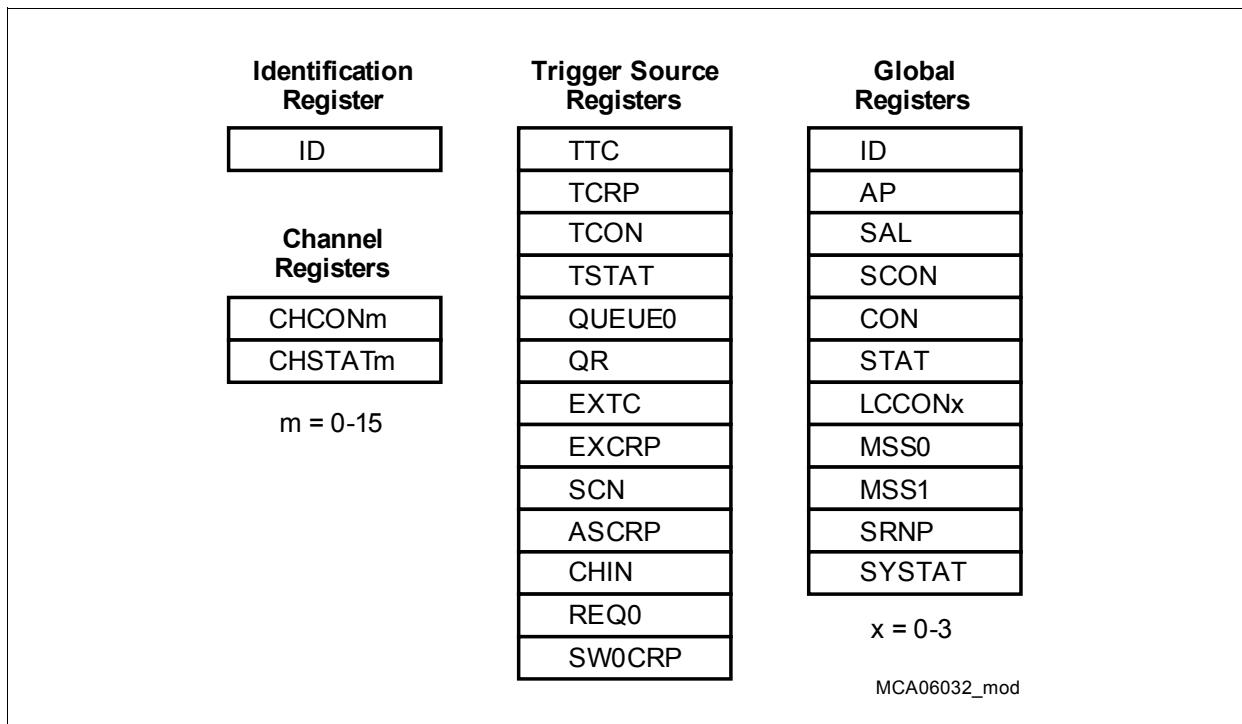 Identification
Register
ID
Channel
Registers
CHCONm
CHSTATm
m = 0-15
Trigger Source
Registers
TTC
TCRP
TCON
TSTAT
QUEUE0
QR
EXTC
EXCRP
SCN
ASCRP
CHIN
REQ0
SW0CRP
Global
Registers
ID
AP
SAL
SCON
CON
STAT
LCCONx
MSS0
MSS1
SRNP
SYSTAT
x = 0-3
MCA06032_mod